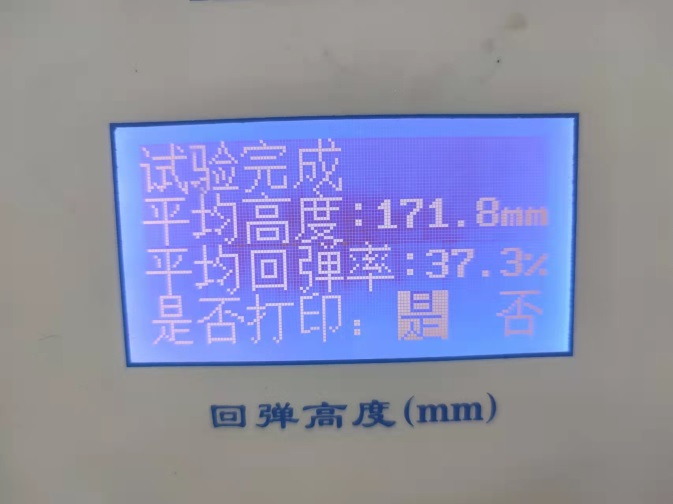 试验完成
平均高度:171.8mm
平均回弹率:37.3%
是否打印: 是 否
回弹高度(mm)